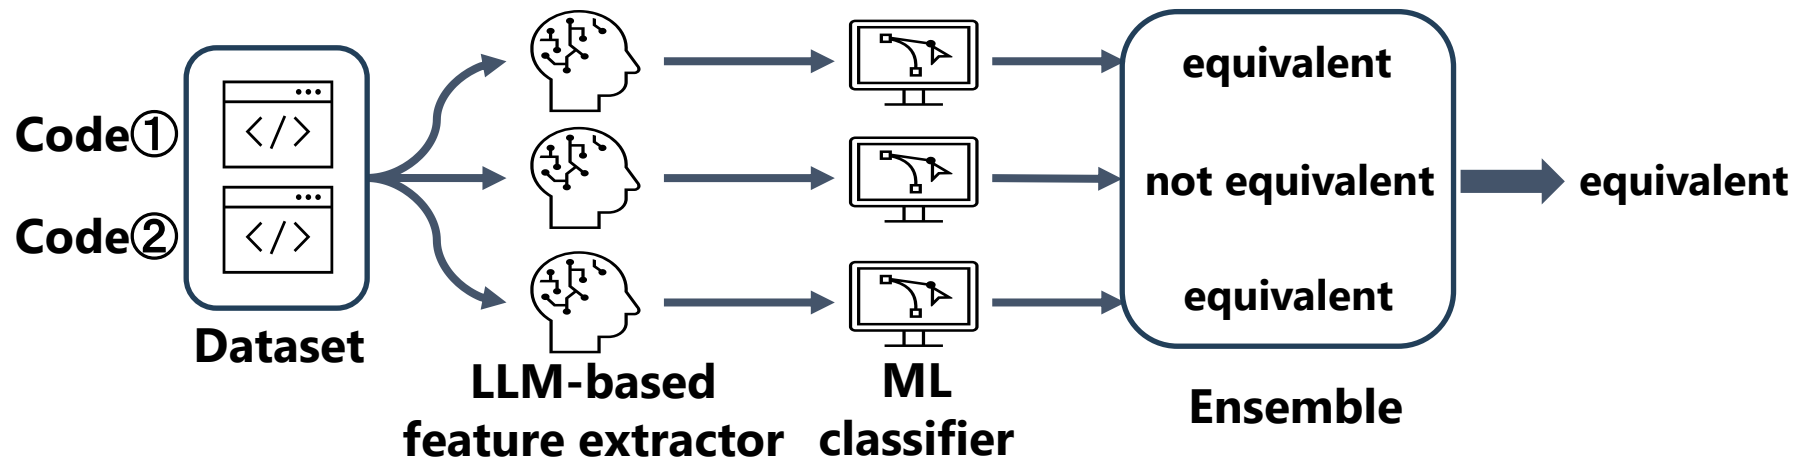 Code①
Code②
</>
</>
Dataset
LLM-based
feature extractor
ML
classifier
equivalent
not equivalent
equivalent
Ensemble
equivalent